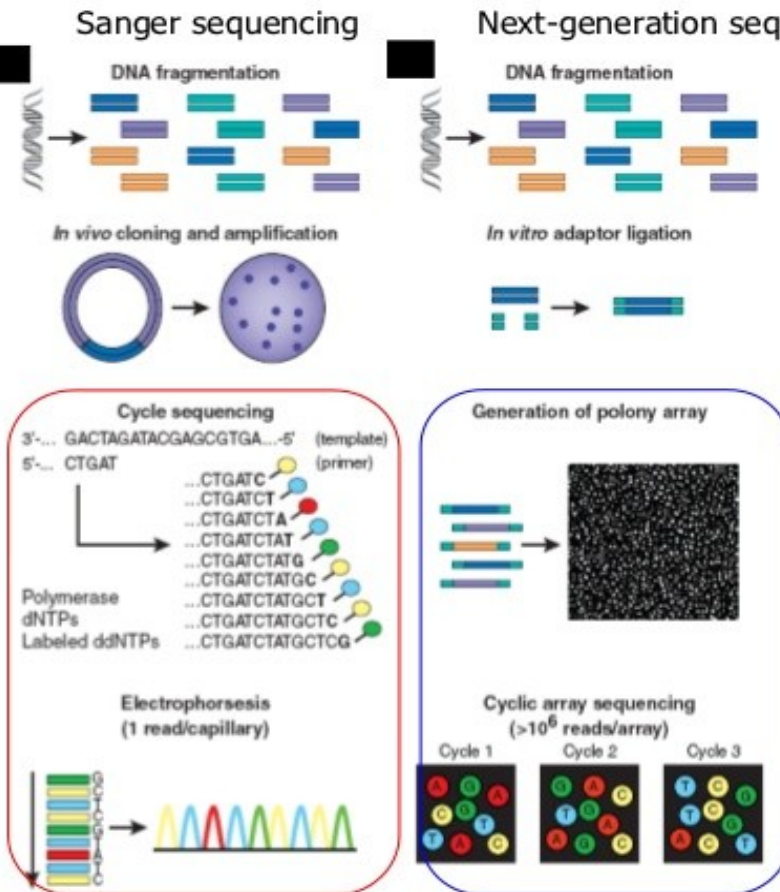 Sanger sequencing
DNA fragmentation
In vivo cloning and amplification
Cycle sequencing
3'-... GACTAGATACGAGCGTGA...-5' (template)
5'-... CTGAT (primer)
...CTGATC
...CTGATCT
...CTGATCTA
...CTGATCTAT
...CTGATCTATG
...CTGATCTATGC
...CTGATCTATGCT
...CTGATCTATGCTC
...CTGATCTATGCTCG
Polymerase
dNTPs
Labeled ddNTPs
Electrophorsesis
(1 read/capillary)
G
C
T
C
G
T
A
T
C
Next-generation seq
DNA fragmentation
In vitro adaptor ligation
Generation of polony array
Cyclic array sequencing
(>10⁶ reads/array)
Cycle 1 Cycle 2 Cycle 3
A G A G A C T C G
C G T T G A T C G
T A C A G C A C T